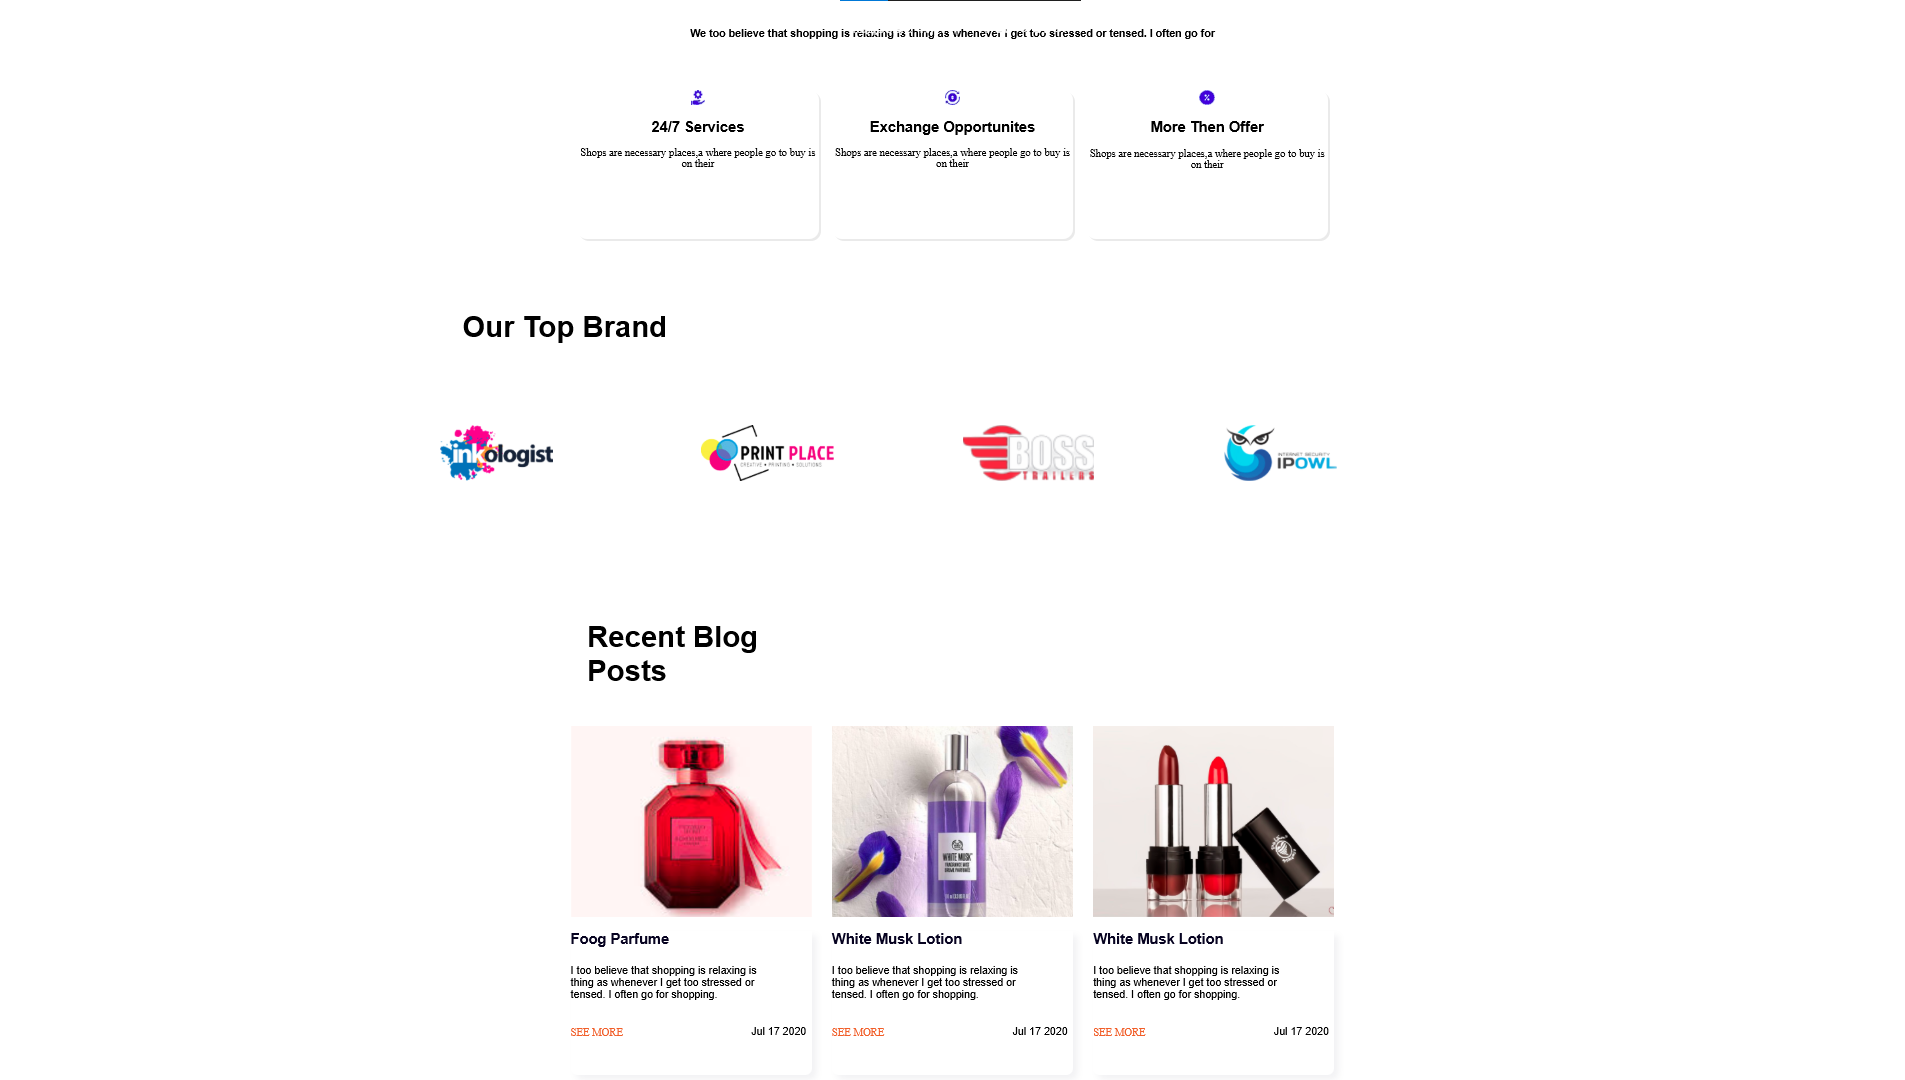 We too believe that shopping is relaxing is thing as whenever I get too stressed or tensed. I often go for
24/7 Services
Shops are necessary places,a where people go to buy is
on their
Exchange Opportunites
Shops are necessary places,a where people go to buy is
on their
More Then Offer
Shops are necessary places,a where people go to buy is
on their
Our Top Brand
inkologist
PRINT PLACE
CREATIVE • PRINTING • SOLUTIONS
BOSS
TRAILERS
INTERNET SECURITY
IPOWL
Recent Blog
Posts
WHITE MUSK
FRAGRANCE MIST
Foog Parfume
I too believe that shopping is relaxing is
thing as whenever I get too stressed or
tensed. I often go for shopping.
SEE MORE
Jul 17 2020
White Musk Lotion
I too believe that shopping is relaxing is
thing as whenever I get too stressed or
tensed. I often go for shopping.
SEE MORE
Jul 17 2020
White Musk Lotion
I too believe that shopping is relaxing is
thing as whenever I get too stressed or
tensed. I often go for shopping.
SEE MORE
Jul 17 2020